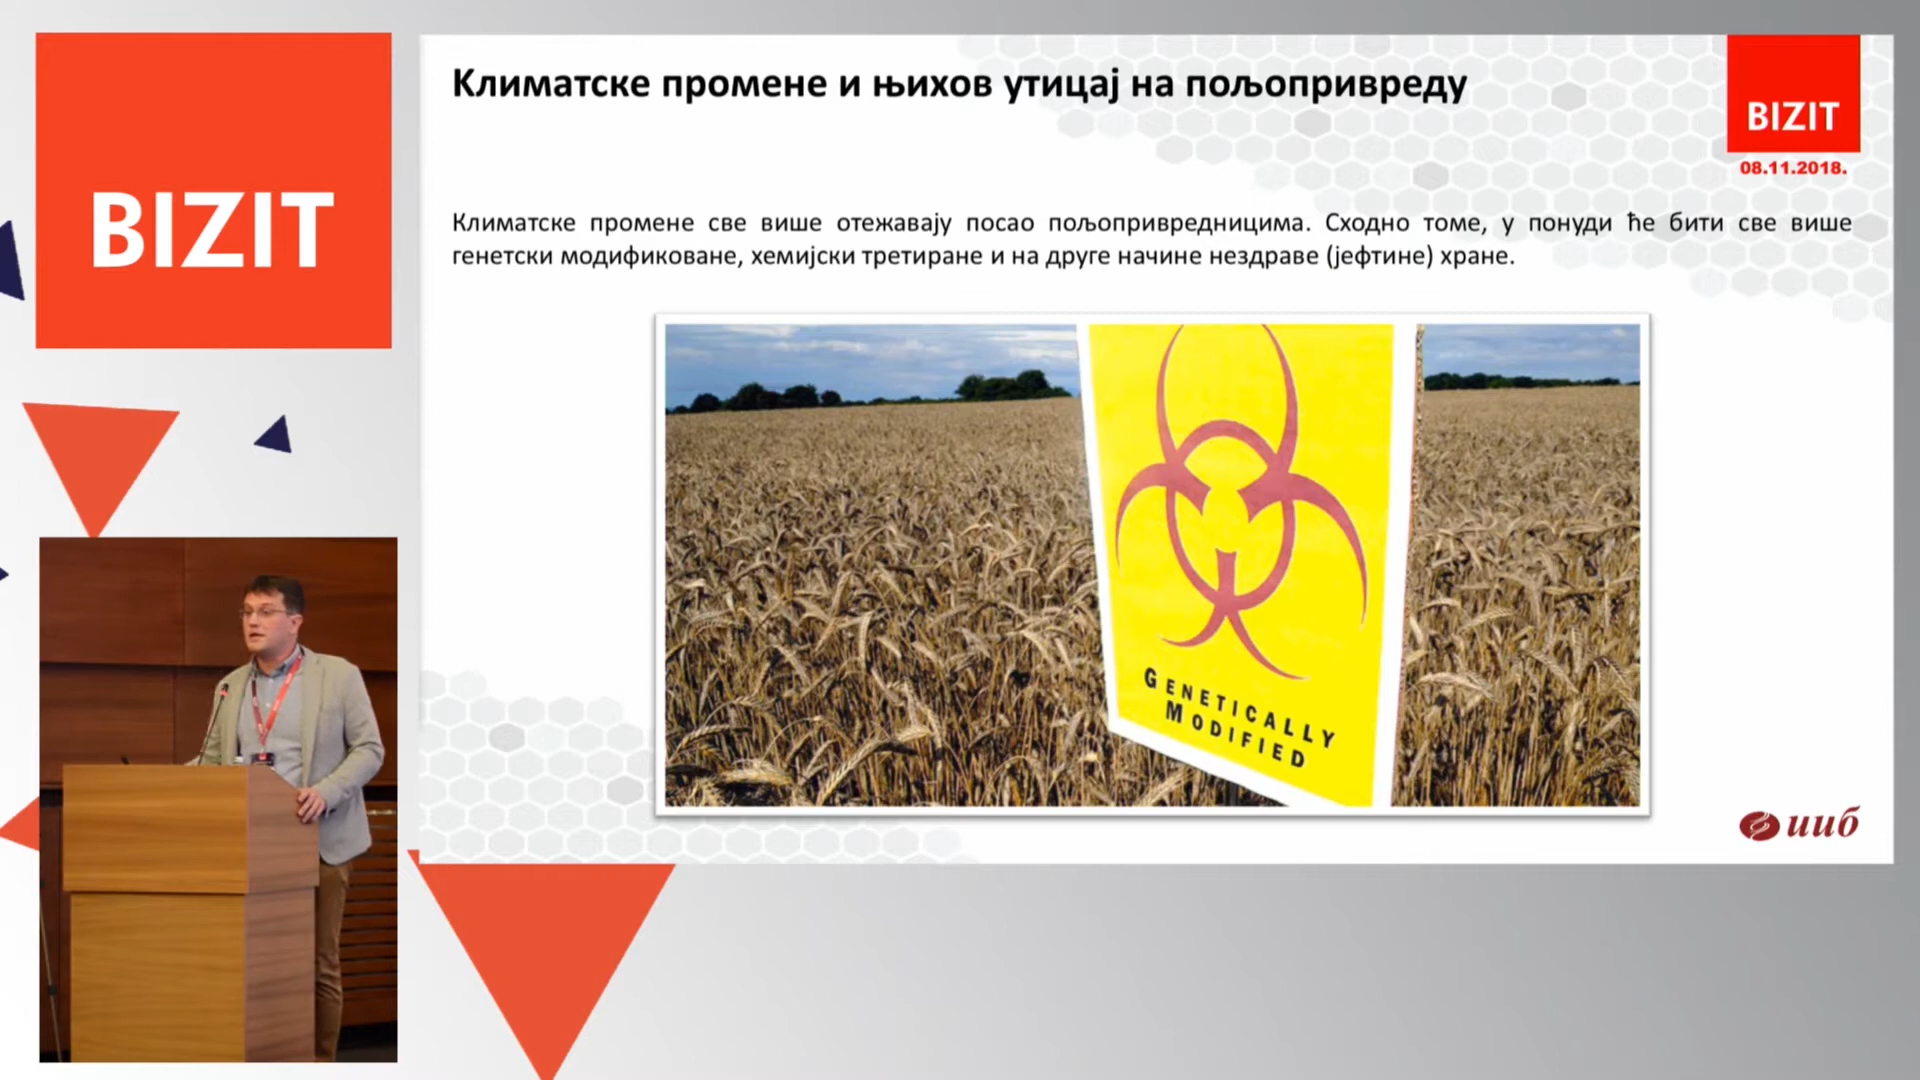 BIZIT
Климатске промене и њихов утицај на пољопривреду
BIZIT
08.11.2018.
Климатске промене све више отежавају посао пољопривредницима. Сходно томе, у понуди ће бити све више
генетски модификоване, хемијски третиране и на друге начине нездраве (јефтине) хране.
GENETICALLY
MODIFIED
ииб